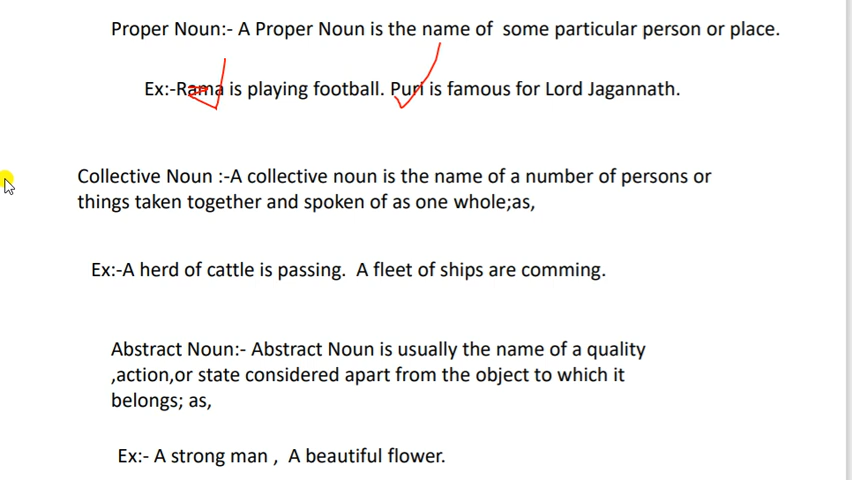 Proper Noun:- A Proper Noun is the name of  some particular person or place.
Ex:-Rama is playing football. Puri is famous for Lord Jagannath.
Collective Noun :-A collective noun is the name of a number of persons or
things taken together and spoken of as one whole;as,
Ex:-A herd of cattle is passing.  A fleet of ships are comming.
Abstract Noun:- Abstract Noun is usually the name of a quality
,action,or state considered apart from the object to which it
belongs; as,
Ex:- A strong man ,  A beautiful flower.